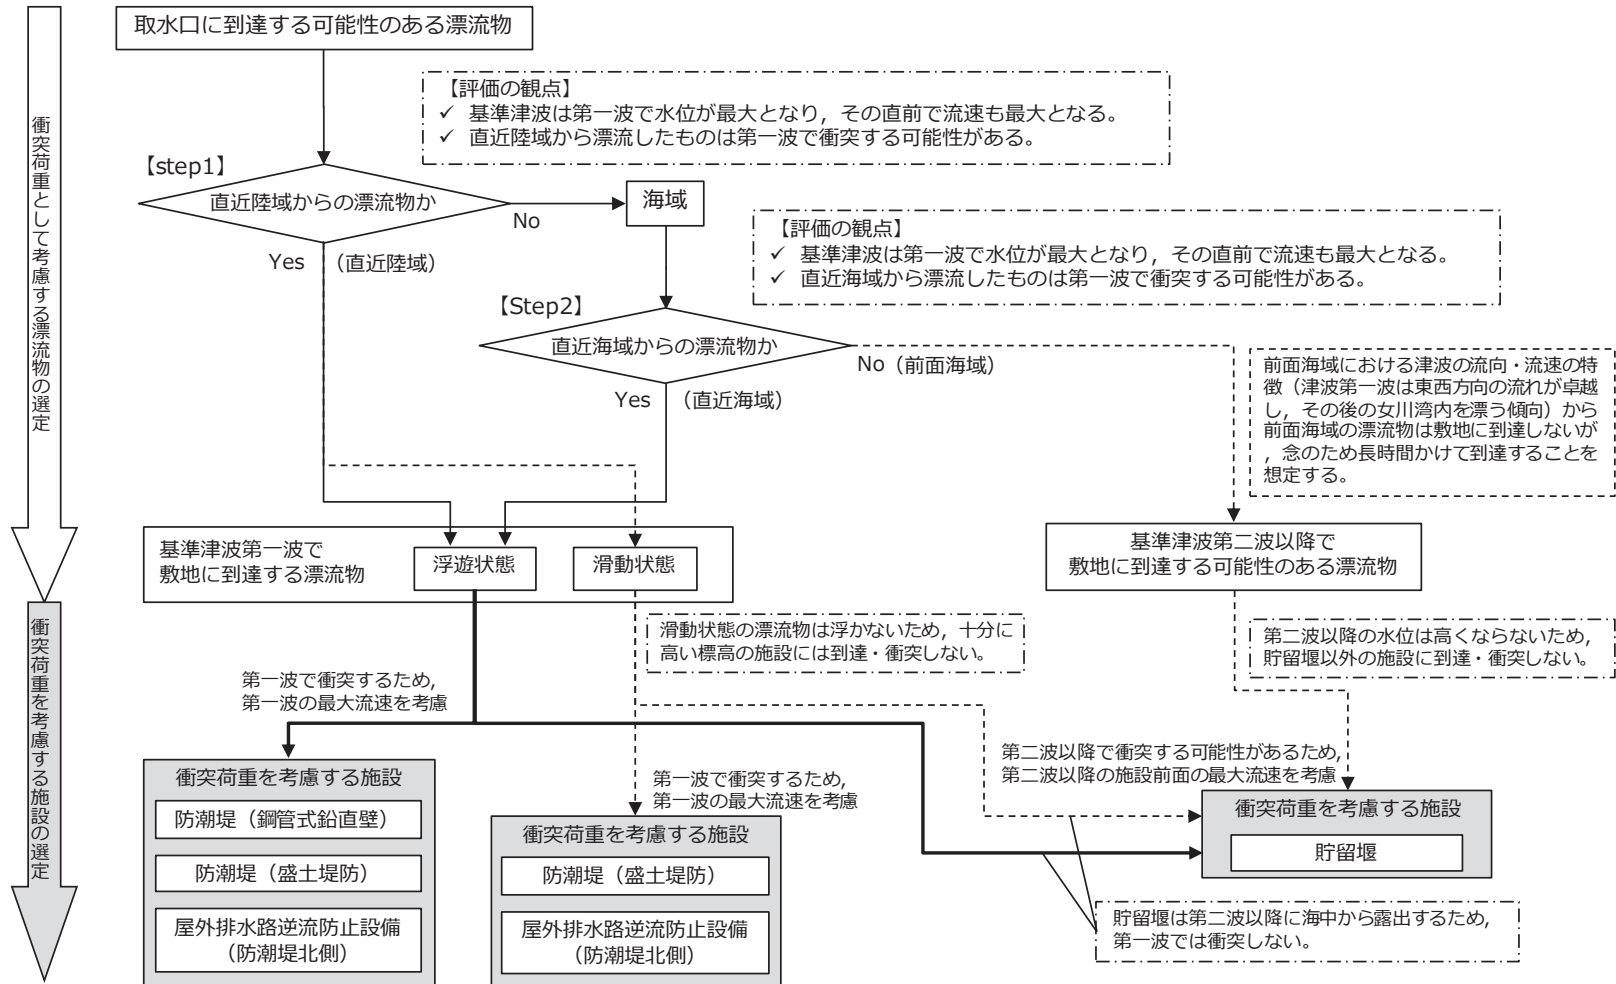 取水口に到達する可能性のある漂流物
衝突荷重として考慮する漂流物の選定
【評価の観点】
✓ 基準津波は第一波で水位が最大となり，その直前で流速も最大となる。
✓ 直近陸域から漂流したものは第一波で衝突する可能性がある。
【step1】
直近陸域からの漂流物か
No
海域
Yes （直近陸域）
【評価の観点】
✓ 基準津波は第一波で水位が最大となり，その直前で流速も最大となる。
✓ 直近海域から漂流したものは第一波で衝突する可能性がある。
【Step2】
直近海域からの漂流物か
No（前面海域）
Yes （直近海域）
前面海域における津波の流向・流速の特
徴（津波第一波は東西方向の流れが卓越
し，その後の女川湾内を漂う傾向）から
前面海域の漂流物は敷地に到達しないが
，念のため長時間かけて到達することを
想定する。
基準津波第一波で
敷地に到達する漂流物
浮遊状態
滑動状態
基準津波第二波以降で
敷地に到達する可能性のある漂流物
衝突荷重を考慮する施設の選定
滑動状態の漂流物は浮かないため，十分に
高い標高の施設には到達・衝突しない。
第二波以降の水位は高くならないため，
貯留堰以外の施設に到達・衝突しない。
第一波で衝突するため，
第一波の最大流速を考慮
第一波で衝突するため，
第一波の最大流速を考慮
第二波以降で衝突する可能性があるため，
第二波以降の施設前面の最大流速を考慮
衝突荷重を考慮する施設
防潮堤（鋼管式鉛直壁）
防潮堤（盛土堤防）
屋外排水路逆流防止設備
（防潮堤北側）
衝突荷重を考慮する施設
防潮堤（盛土堤防）
屋外排水路逆流防止設備
（防潮堤北側）
衝突荷重を考慮する施設
貯留堰
貯留堰は第二波以降に海中から露出するため，
第一波では衝突しない。